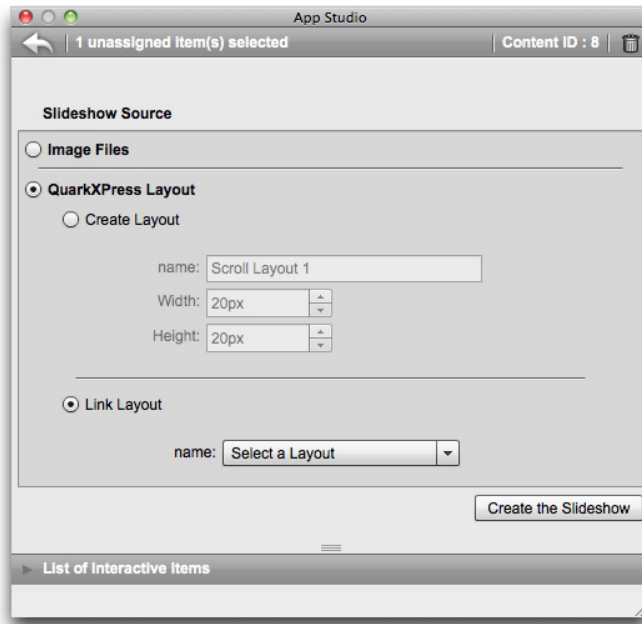 App Studio
1 unassigned item(s) selected Content ID : 8
Slideshow Source
Image Files
QuarkXPress Layout
Create Layout
name: Scroll Layout 1
Width: 20px
Height: 20px
Link Layout
name: Select a Layout
Create the Slideshow
List of Interactive Items